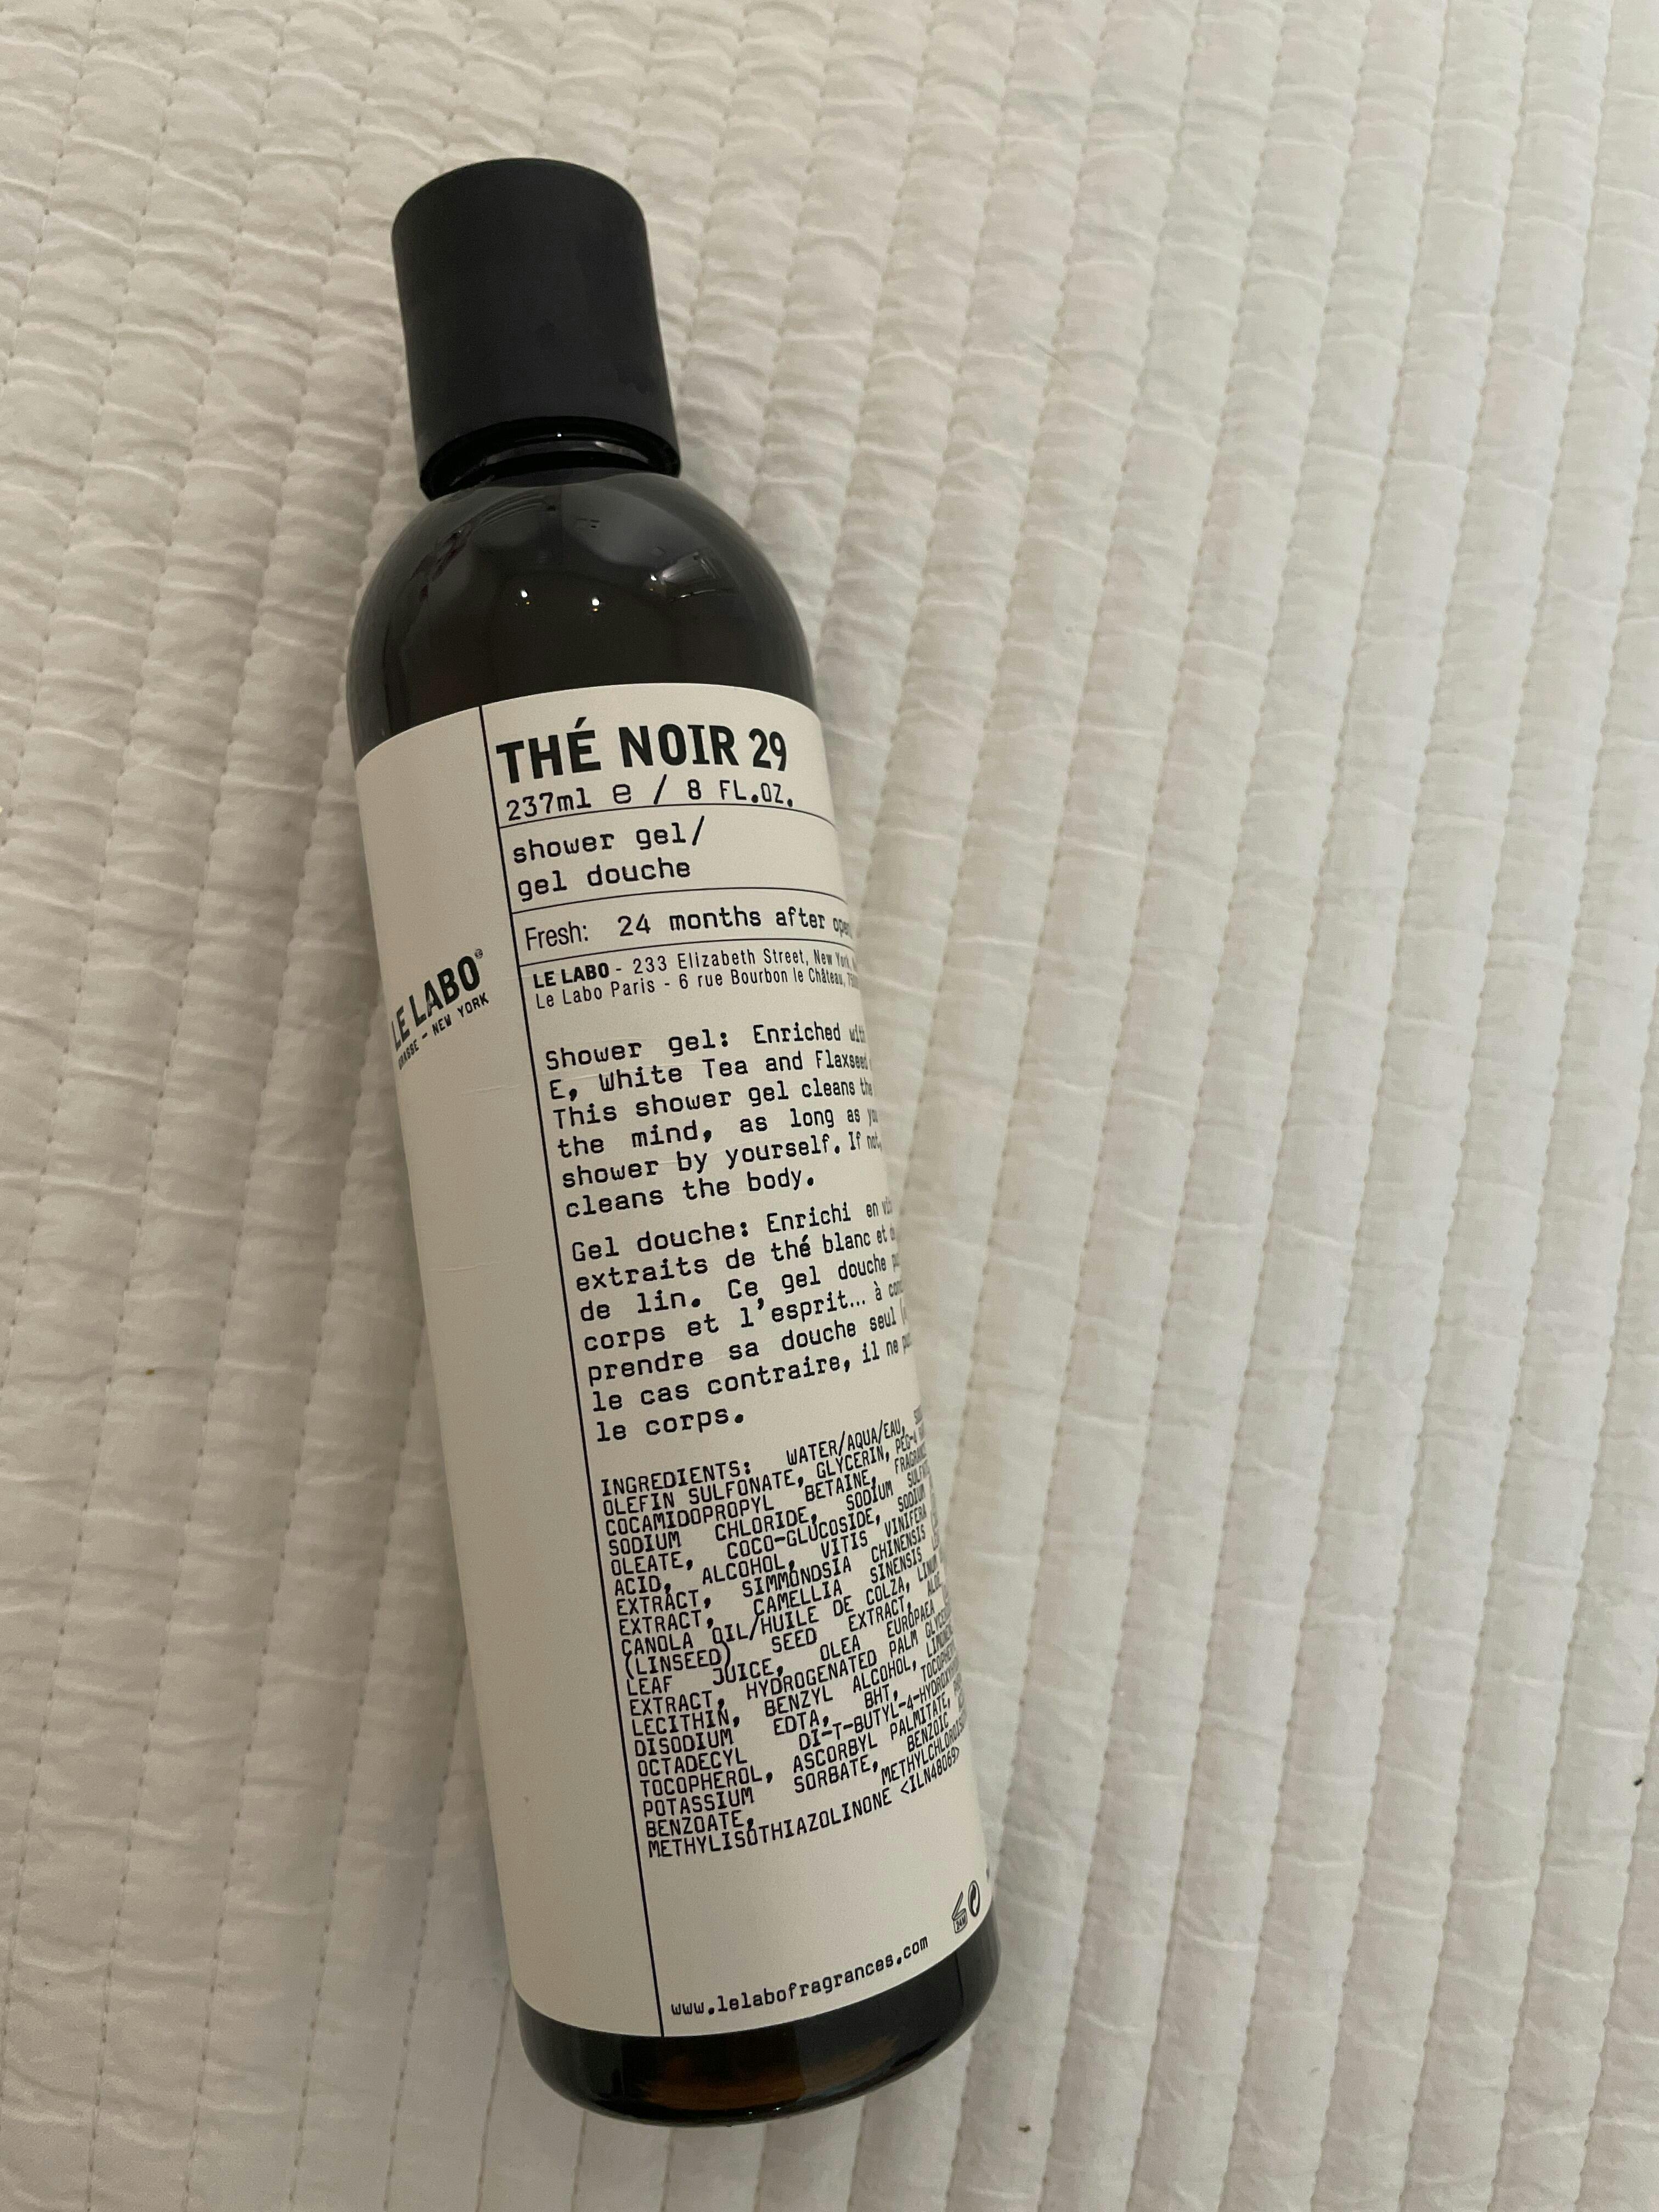 THÉ NOIR 29
237ml e / 8 FL.OZ.
shower gel/
gel douche
Fresh: 24 months after
LE LABO - 233 Elizabeth Street, New York,
Le Labo Paris - 6 rue Bourbon le Château,
Shower gel: Enriched
E, White Tea and Flaxseed
This shower gel cleans
the mind, as long as
shower by yourself. If not,
cleans the body.
Gel douche: Enrichi en
extraits de thé blanc et
de lin. Ce gel douche
corps et l'esprit... à
prendre sa douche seul
le cas contraire, il ne
le corps.
INGREDIENTS: WATER/AQUA/EAU,
OLEFIN SULFONATE, GLYCERIN,
COCAMIDOPROPYL BETAINE, FRAGRANCE
SODIUM CHLORIDE, SODIUM
OLEATE, COCO-GLUCOSIDE, SODIUM
ACID, ALCOHOL, VITIS VINIFERA
EXTRACT, SIMMONDSIA CHINENSIS
EXTRACT, CAMELLIA SINENSIS
CANOLA OIL/HUILE DE COLZA,
(LINSEED) SEED EXTRACT,
LEAF JUICE, OLEA EUROPAEA
EXTRACT, HYDROGENATED PALM
LECITHIN, BENZYL ALCOHOL,
DISODIUM EDTA, BHT,
OCTADECYL DI-T-BUTYL-4-
TOCOPHEROL, ASCORBYL PALMITATE,
POTASSIUM SORBATE, BENZOIC
BENZOATE,
METHYLISOTHIAZOLINONE <ILN48069>
24M
www.lelabofragrances.com
LE LABO®
GRASSE - NEW YORK